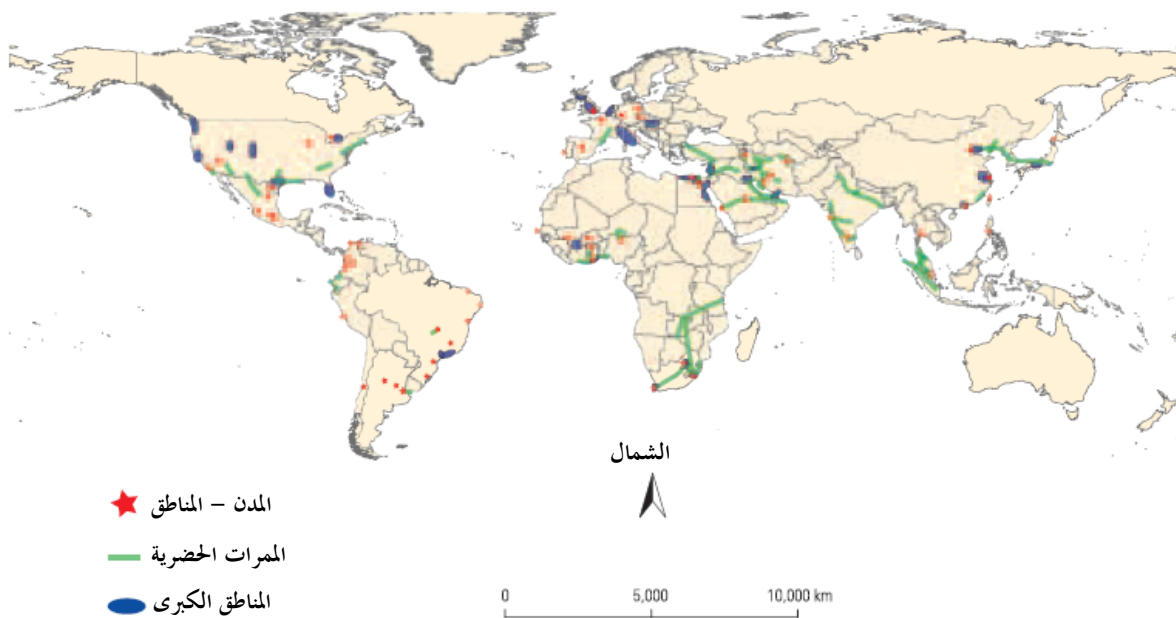 الشمال
المدن – المناطق
الممرات الحضرية
المناطق الكبرى
0 5,000 10,000 km